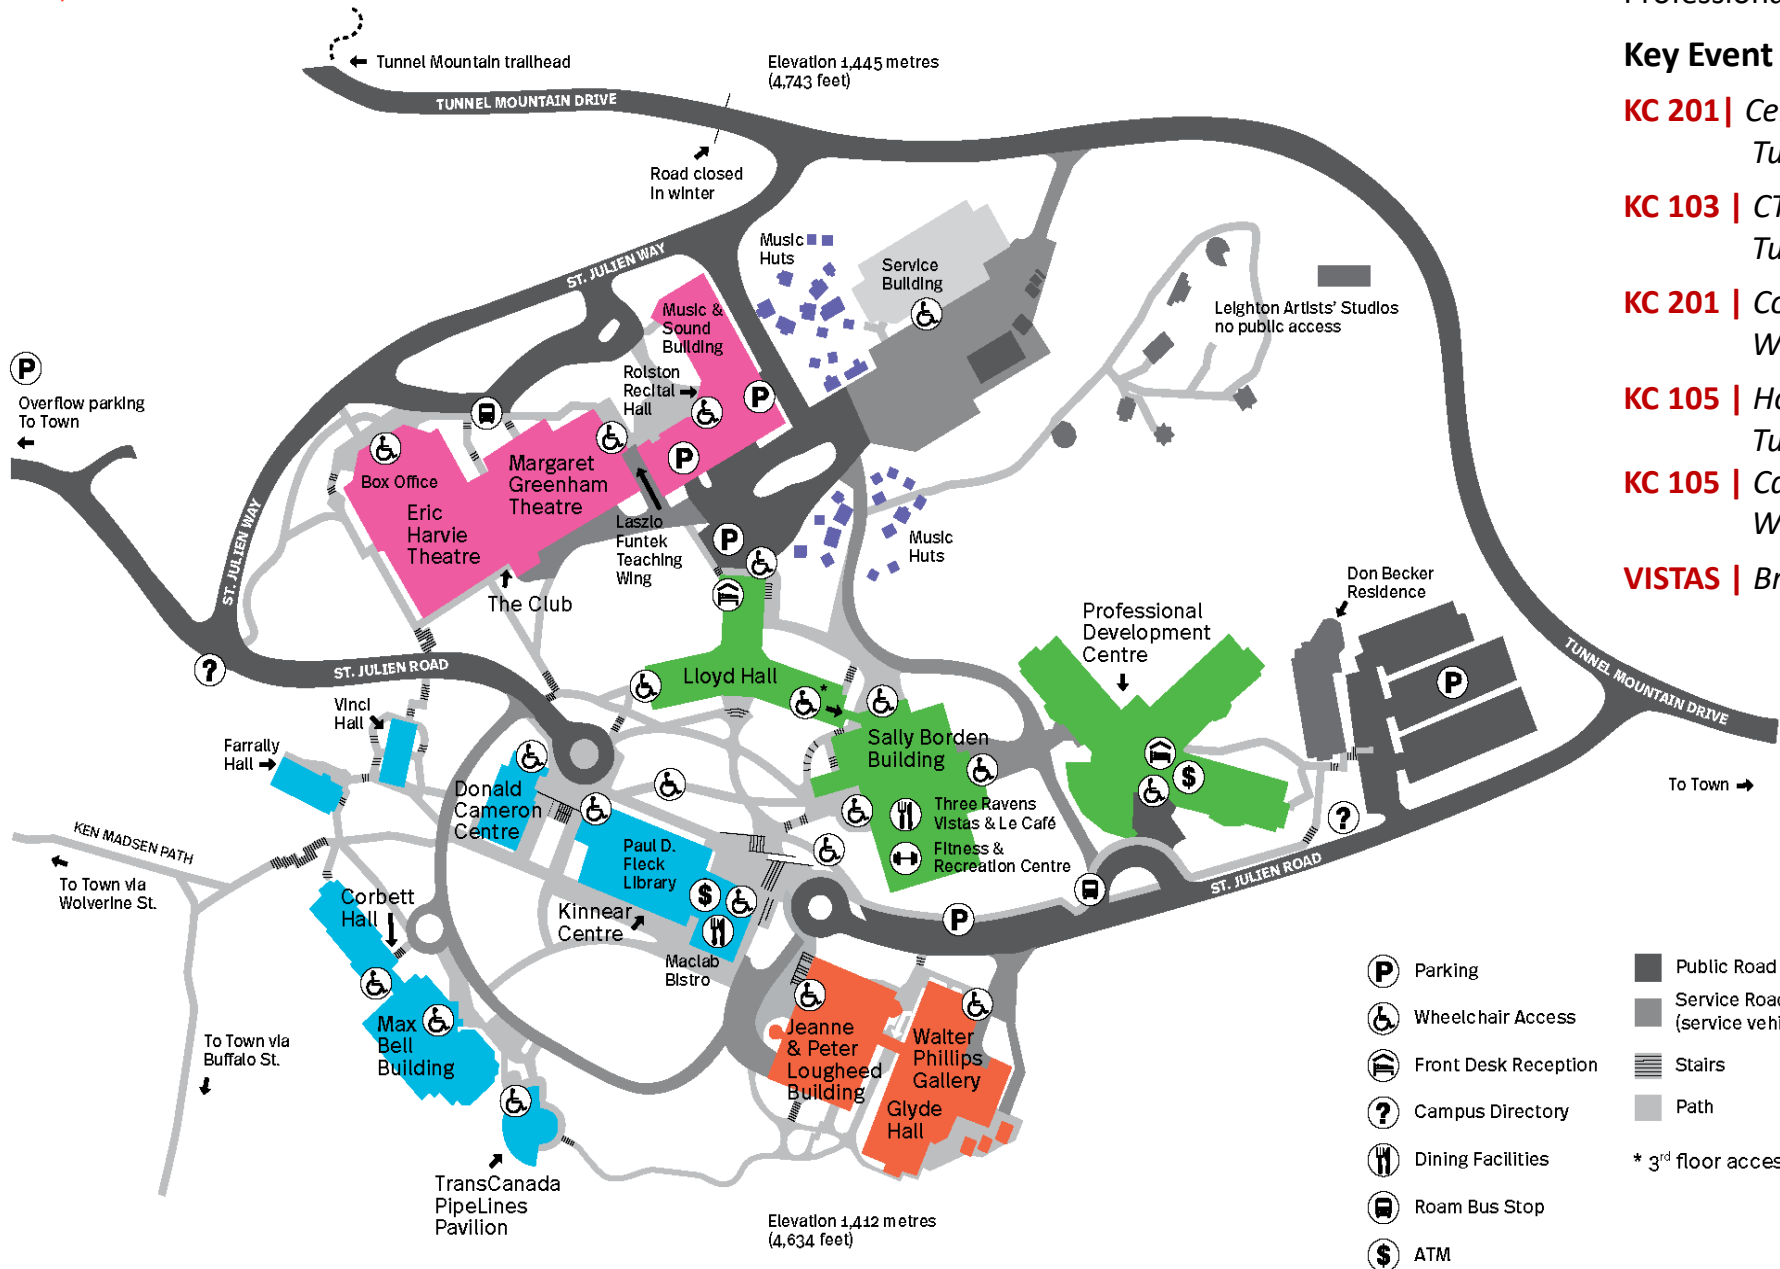 Tunnel Mountain trailhead
Elevation 1,445 metres
(4,743 feet)
TUNNEL MOUNTAIN DRIVE
Road closed
in winter
ST. JULIEN WAY
Music
Huts
Service
Building
Music &
Sound
Building
Rolston
Recital
Hall
Leighton Artists' Studios
no public access
P
Overflow parking
To Town
P
P
Box Office
Eric
Harvie
Theatre
Margaret
Greenham
Theatre
Laszlo
Funtek
Teaching
Wing
The Club
ST. JULIEN WAY
P
Music
Huts
Don Becker
Residence
Professional
Development
Centre
P
TUNNEL MOUNTAIN DRIVE
To Town
?
ST. JULIEN ROAD
Lloyd Hall
*
Sally Borden
Building
Three Ravens
Vistas & Le Café
Fitness &
Recreation Centre
$
?
ST. JULIEN ROAD
Vinci
Hall
Farrally
Hall
Donald
Cameron
Centre
Paul D.
Fleck
Library
$
Kinnear
Centre
Maclab
Bistro
P
KEN MADSEN PATH
To Town via
Wolverine St.
Corbett
Hall
Max
Bell
Building
To Town via
Buffalo St.
TransCanada
PipeLines
Pavilion
Jeanne
& Peter
Lougheed
Building
Walter
Phillips
Gallery
Glyde
Hall
Elevation 1,412 metres
(4,634 feet)
Professiona
Key Event
KC 201| Ce
Tu
KC 103 | CT
Tu
KC 201 | Co
W
KC 105 | Ho
Tu
KC 105 | Ca
W
VISTAS | Br
P Parking
Wheelchair Access
Front Desk Reception
? Campus Directory
Dining Facilities
Roam Bus Stop
$ ATM
Public Road
Service Road
(service vehi
Stairs
Path
* 3rd floor acces